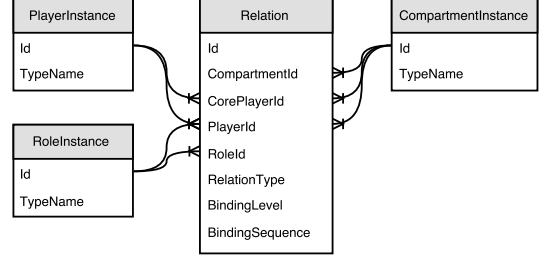 PlayerInstance
Id
TypeName
RoleInstance
Id
TypeName
Relation
Id
CompartmentId
CorePlayerId
PlayerId
RoleId
RelationType
BindingLevel
BindingSequence
CompartmentInstance
Id
TypeName